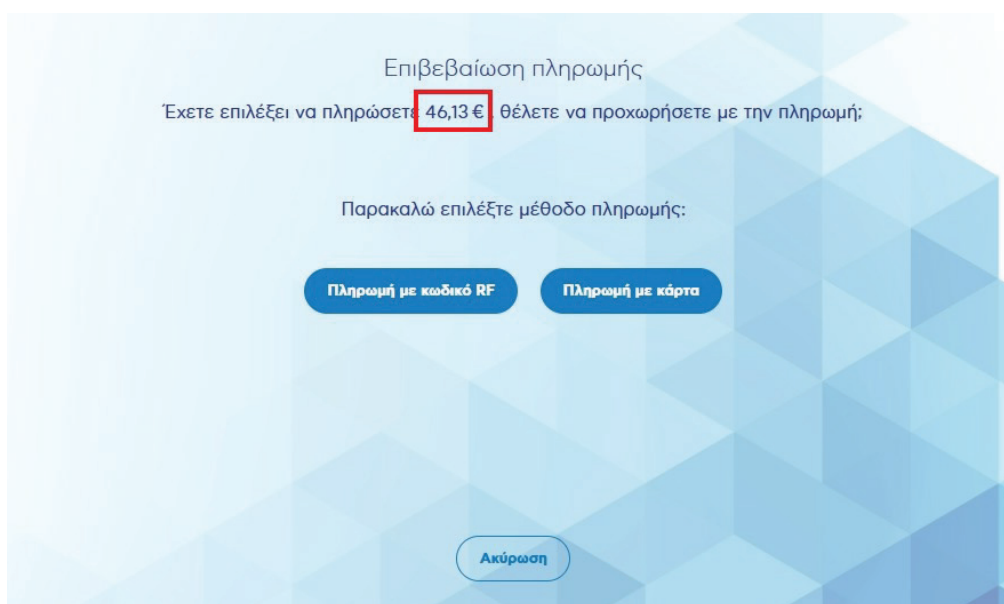 Επιβεβαίωση πληρωμής
Έχετε επιλέξει να πληρώσετε 46,13 € , θέλετε να προχωρήσετε με την πληρωμή;
Παρακαλώ επιλέξτε μέθοδο πληρωμής:
Πληρωμή με κωδικό RF Πληρωμή με κάρτα
Ακύρωση